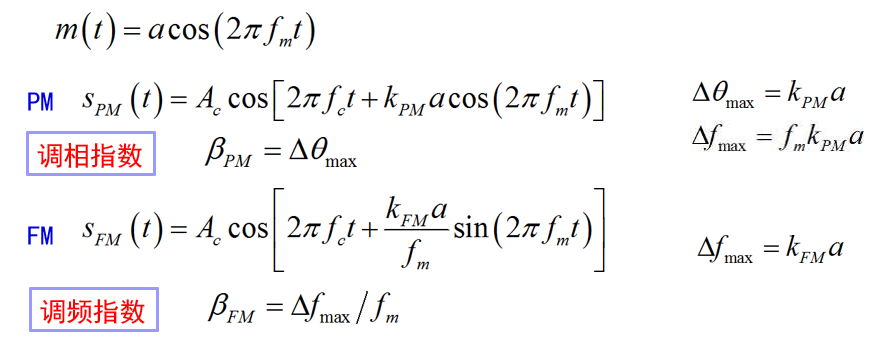 m(t) = a cos(2πf_m t)
PM s_PM(t) = A_c cos[2πf_c t + k_PM a cos(2πf_m t)] Δθ_max = k_PM a
调相指数 β_PM = Δθ_max Δf_max = f_m k_PM a
FM s_FM(t) = A_c cos[2πf_c t + \frac{k_FM a}{f_m} sin(2πf_m t)] Δf_max = k_FM a
调频指数 β_FM = Δf_max / f_m